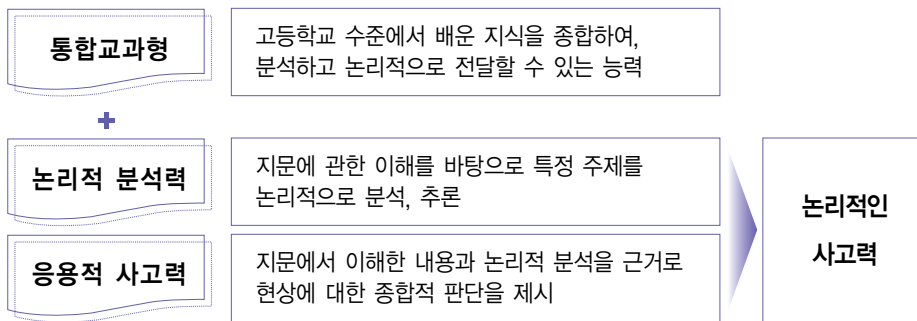 통합교과형
고등학교 수준에서 배운 지식을 종합하여,
분석하고 논리적으로 전달할 수 있는 능력
+
논리적 분석력
지문에 관한 이해를 바탕으로 특정 주제를
논리적으로 분석, 추론
응용적 사고력
지문에서 이해한 내용과 논리적 분석을 근거로
현상에 대한 종합적 판단을 제시
논리적인
사고력